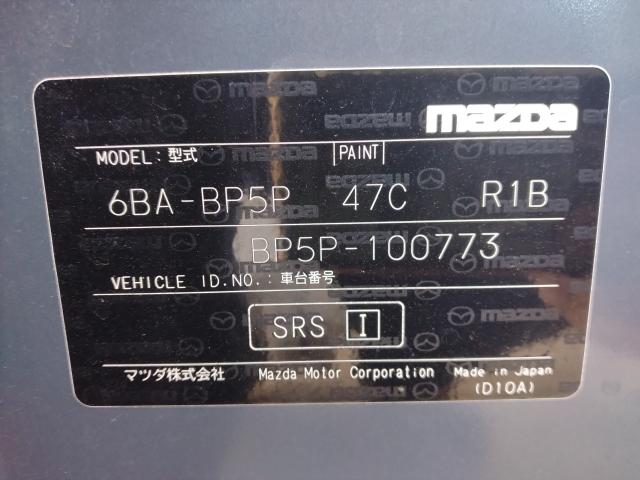 mazda
MODEL: 型式 PAINT
6BA-BP5P 47C R1B
BP5P-100773
VEHICLE ID.NO.: 車台番号
SRS I
マツダ株式会社 Mazda Motor Corporation Made in Japan
(D10A)